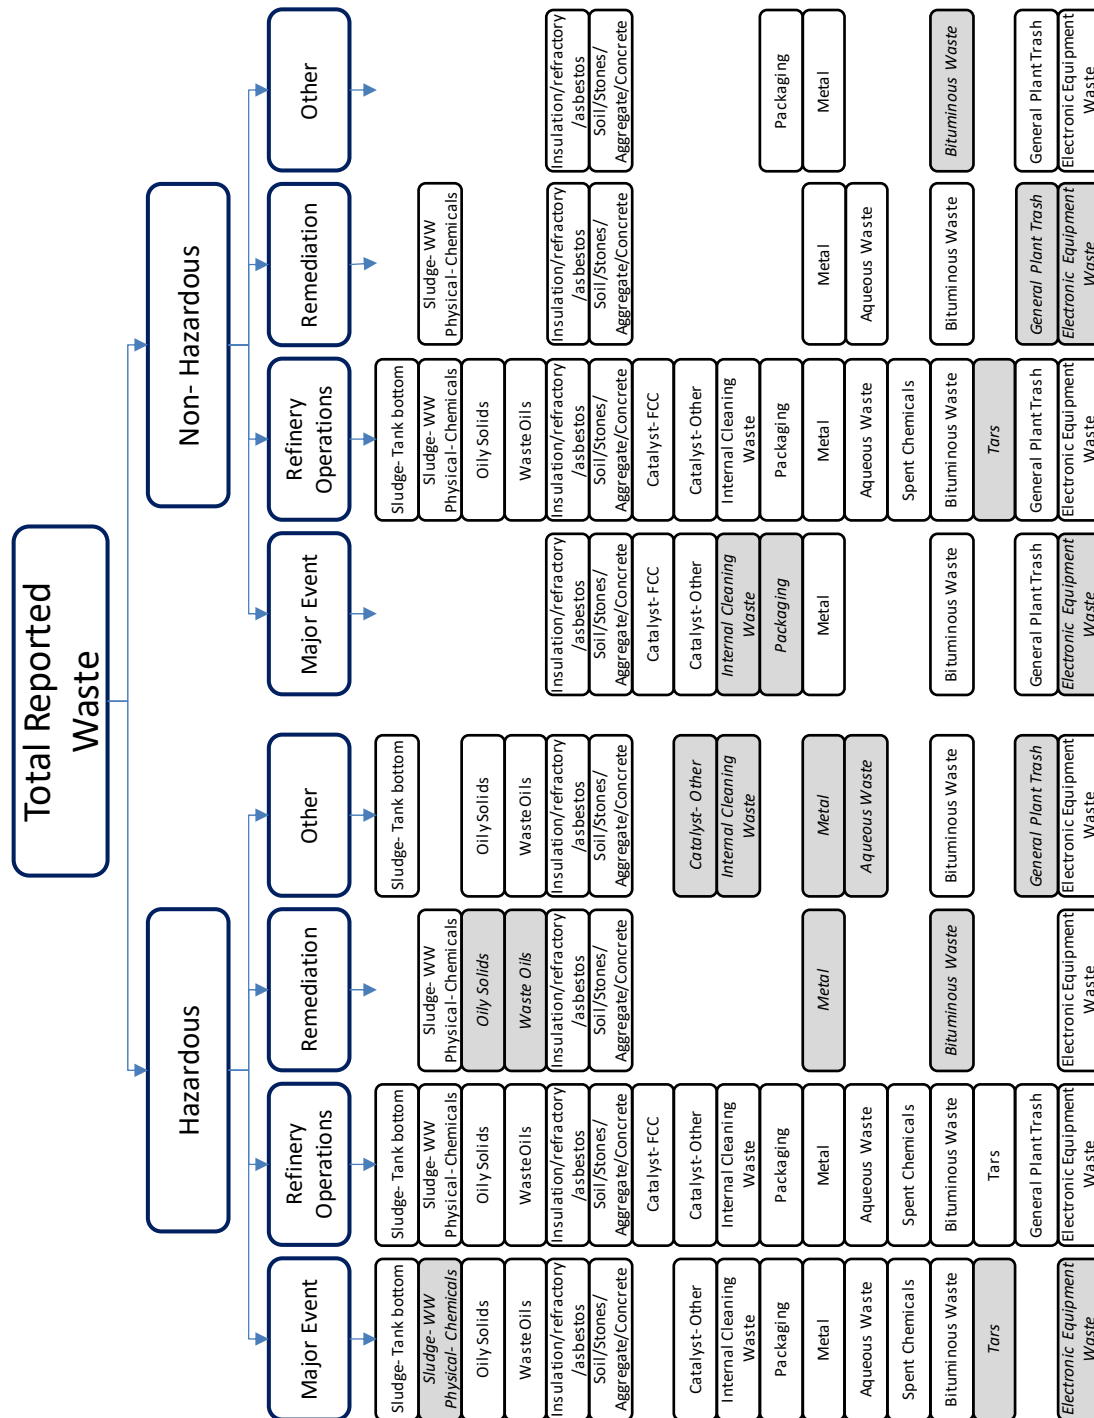 Total Reported
Waste
Hazardous
Non- Hazardous
Major Event
Refinery
Operations
Remediation
Other
Major Event
Refinery
Operations
Remediation
Other
Sludge- Tank bottom
Sludge- WW
Physical- Chemicals
Oily Solids
Waste Oils
Insulation/refractory
/asbestos
Soil/Stones/
Aggregate/Concrete
Catalyst- Other
Internal Cleaning
Waste
Packaging
Metal
Aqueous Waste
Spent Chemicals
Bituminous Waste
Tars
Electronic Equipment
Waste
Sludge- Tank bottom
Sludge- WW
Physical- Chemicals
Oily Solids
Waste Oils
Insulation/refractory
/asbestos
Soil/Stones/
Aggregate/Concrete
Catalyst- FCC
Catalyst- Other
Internal Cleaning
Waste
Packaging
Metal
Aqueous Waste
Spent Chemicals
Bituminous Waste
Tars
General Plant Trash
Electronic Equipment
Waste
Sludge- WW
Physical- Chemicals
Oily Solids
Waste Oils
Insulation/refractory
/asbestos
Soil/Stones/
Aggregate/Concrete
Metal
Bituminous Waste
Electronic Equipment
Waste
Sludge- Tank bottom
Oily Solids
Waste Oils
Insulation/refractory
/asbestos
Soil/Stones/
Aggregate/Concrete
Catalyst- Other
Internal Cleaning
Waste
Metal
Aqueous Waste
Bituminous Waste
General Plant Trash
Electronic Equipment
Waste
Insulation/refractory
/asbestos
Soil/Stones/
Aggregate/Concrete
Catalyst- FCC
Catalyst- Other
Internal Cleaning
Waste
Packaging
Metal
Bituminous Waste
General Plant Trash
Electronic Equipment
Waste
Sludge- Tank bottom
Sludge- WW
Physical- Chemicals
Oily Solids
Waste Oils
Insulation/refractory
/asbestos
Soil/Stones/
Aggregate/Concrete
Catalyst- FCC
Catalyst- Other
Internal Cleaning
Waste
Packaging
Metal
Aqueous Waste
Spent Chemicals
Bituminous Waste
Tars
General Plant Trash
Electronic Equipment
Waste
Sludge- WW
Physical- Chemicals
Insulation/refractory
/asbestos
Soil/Stones/
Aggregate/Concrete
Metal
Aqueous Waste
Bituminous Waste
General Plant Trash
Electronic Equipment
Waste
Insulation/refractory
/asbestos
Soil/Stones/
Aggregate/Concrete
Packaging
Metal
Bituminous Waste
General Plant Trash
Electronic Equipment
Waste